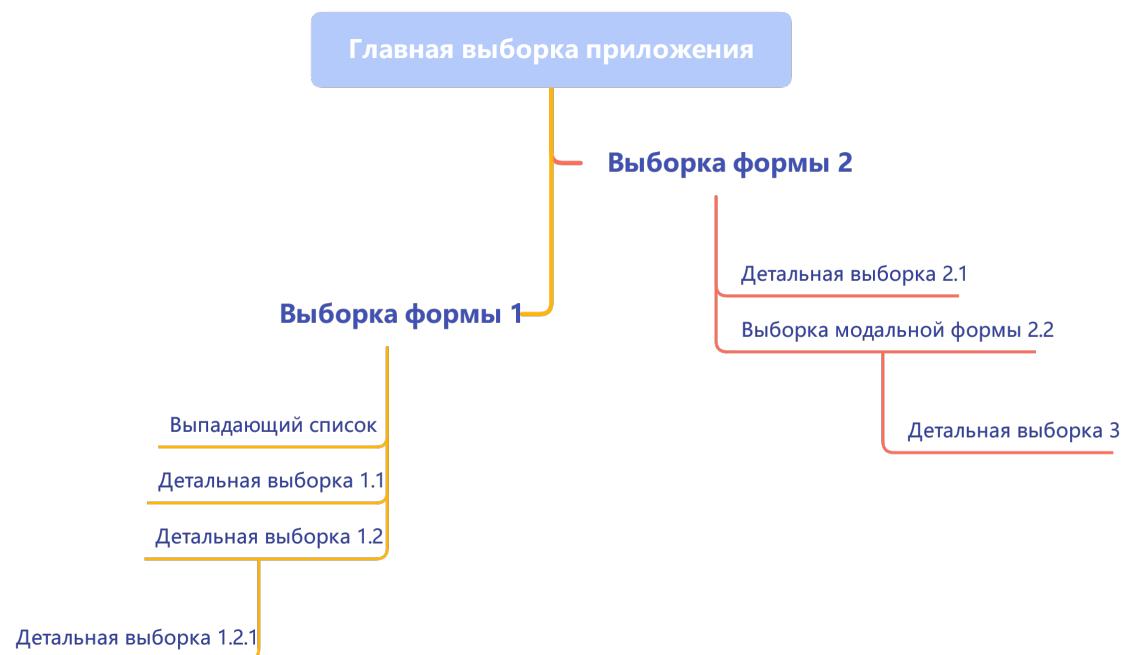 Главная выборка приложения
Выборка формы 2
Детальная выборка 2.1
Выборка модальной формы 2.2
Детальная выборка 3
Выборка формы 1
Выпадающий список
Детальная выборка 1.1
Детальная выборка 1.2
Детальная выборка 1.2.1